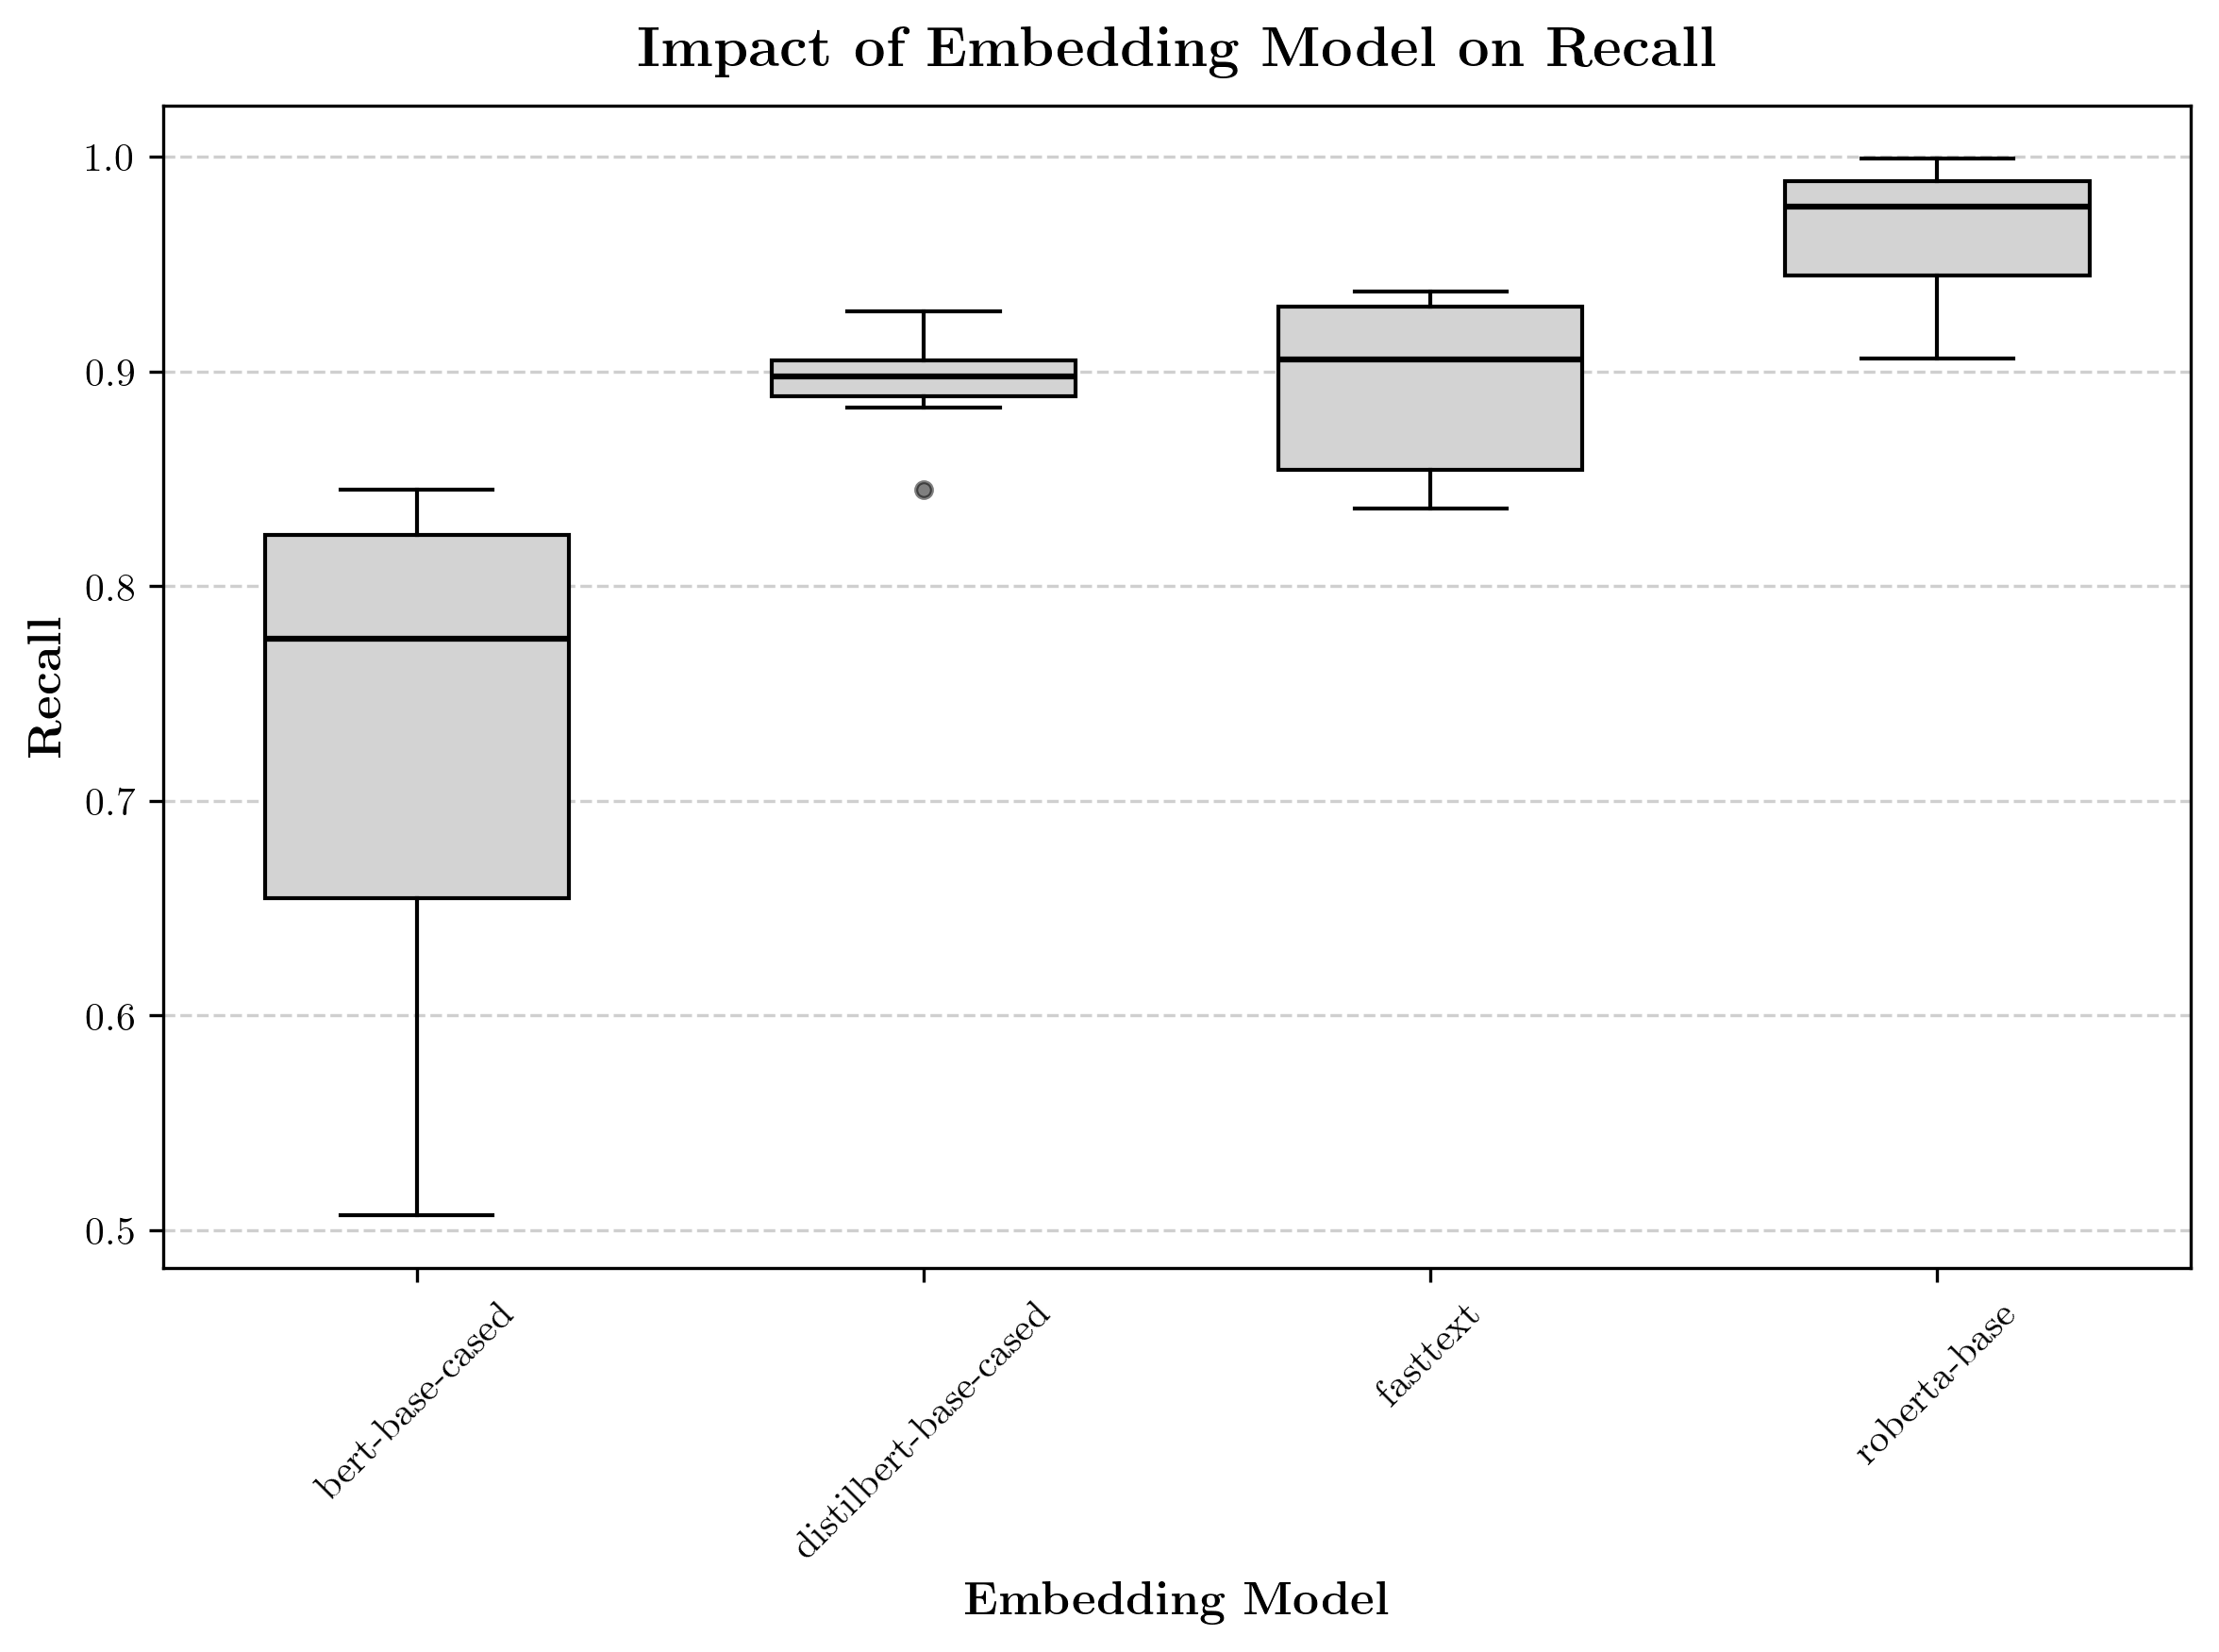 Impact of Embedding Model on Recall
Recall
1.0
0.9
0.8
0.7
0.6
0.5
bert-base-cased
distilbert-base-cased
fasttext
roberta-base
Embedding Model